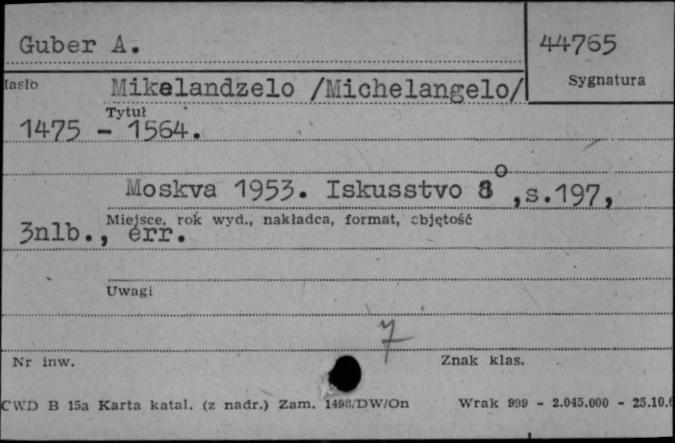 Guber A.
44765
Hasło
Sygnatura
Mikelandzelo /Michelangelo/
Tytuł
1475 - 1564.
Moskva 1953. Iskusstvo 8°,s.197,
Miejsce, rok wyd., nakładca, format, objętość
3nlb., err.
Uwagi
7
Nr inw.
Znak klas.
CWD B 15a Karta katal. (z nadr.) Zam. 1498/DW/On
Wrak 999 - 2.045.000 - 25.10.